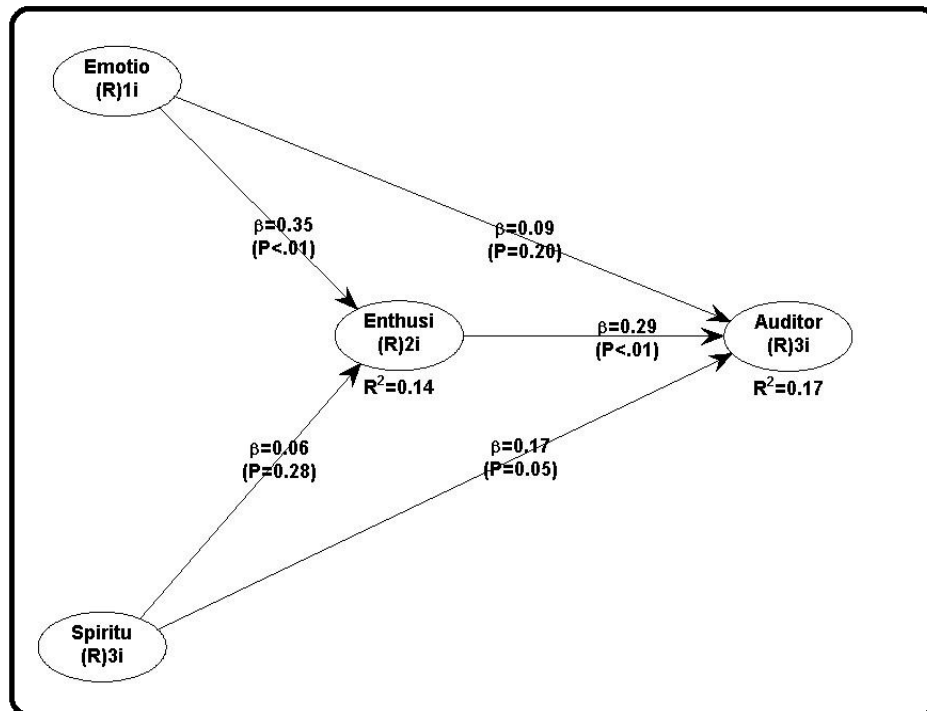 Emotio
(R)1i
β=0.35
(P<.01)
β=0.09
(P=0.20)
Enthusi
(R)2i
R²=0.14
β=0.29
(P<.01)
Auditor
(R)3i
R²=0.17
β=0.06
(P=0.28)
β=0.17
(P=0.05)
Spiritu
(R)3i